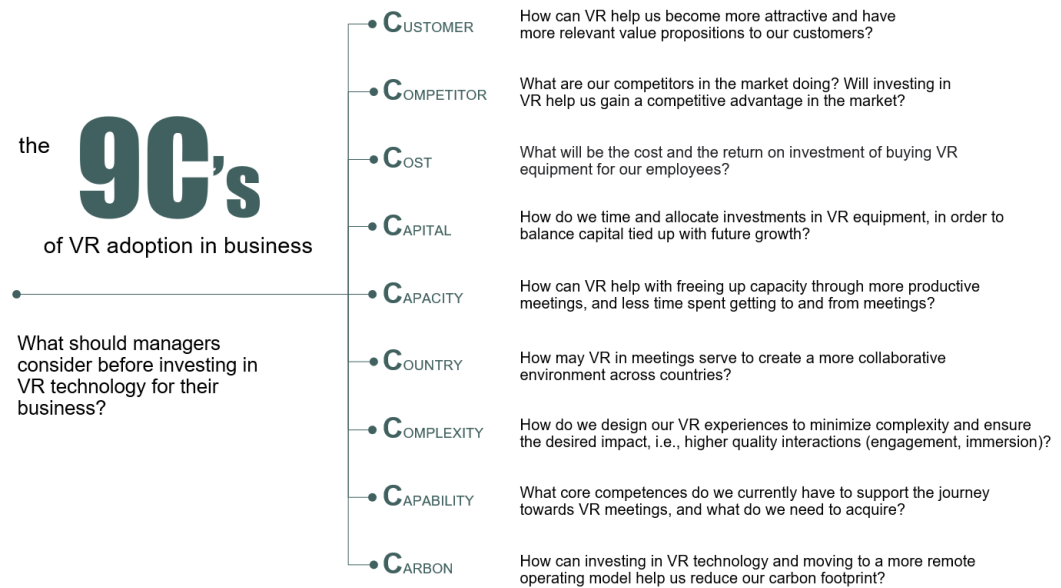 the
9C's
of VR adoption in business
What should managers
consider before investing in
VR technology for their
business?
CUSTOMER
How can VR help us become more attractive and have
more relevant value propositions to our customers?
COMPETITOR
What are our competitors in the market doing? Will investing in
VR help us gain a competitive advantage in the market?
COST
What will be the cost and the return on investment of buying VR
equipment for our employees?
CAPITAL
How do we time and allocate investments in VR equipment, in order to
balance capital tied up with future growth?
CAPACITY
How can VR help with freeing up capacity through more productive
meetings, and less time spent getting to and from meetings?
COUNTRY
How may VR in meetings serve to create a more collaborative
environment across countries?
COMPLEXITY
How do we design our VR experiences to minimize complexity and ensure
the desired impact, i.e., higher quality interactions (engagement, immersion)?
CAPABILITY
What core competences do we currently have to support the journey
towards VR meetings, and what do we need to acquire?
CARBON
How can investing in VR technology and moving to a more remote
operating model help us reduce our carbon footprint?